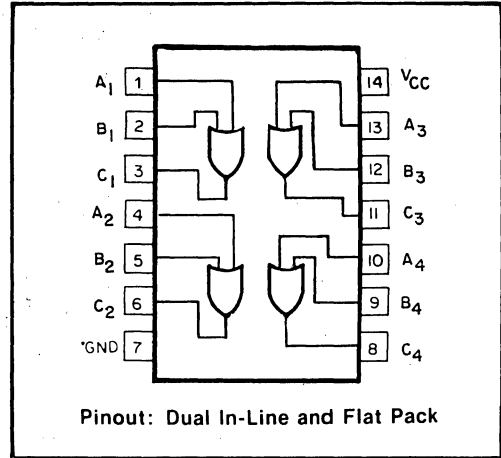 A1 1
B1 2
C1 3
A2 4
B2 5
C2 6
GND 7
14 VCC
13 A3
12 B3
11 C3
10 A4
9 B4
8 C4
Pinout: Dual In-Line and Flat Pack